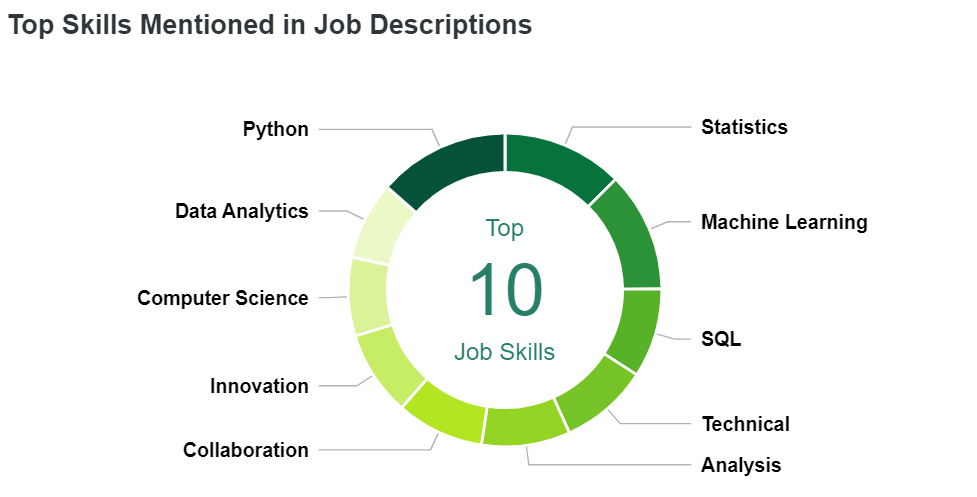 Top Skills Mentioned in Job Descriptions
Python
Statistics
Data Analytics
Machine Learning
Top
10
Job Skills
Computer Science
SQL
Innovation
Technical
Collaboration
Analysis